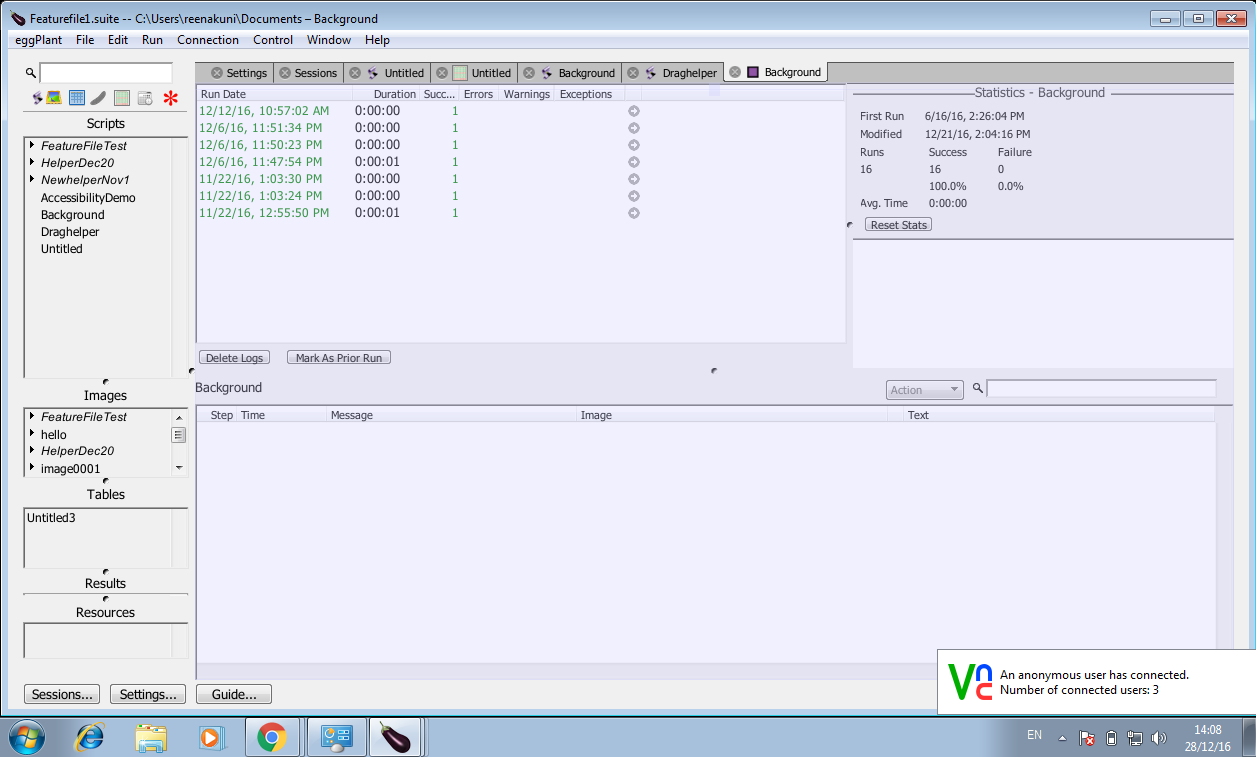 Featurefile1.suite -- C:\Users\reenakuni\Documents – Background
eggPlant File Edit Run Connection Control Window Help
Settings Sessions Untitled Untitled Background Draghelper Background
Scripts
FeatureFileTest
HelperDec20
NewhelperNov1
AccessibilityDemo
Background
Draghelper
Untitled
Images
FeatureFileTest
hello
HelperDec20
image0001
Tables
Untitled3
Results
Resources
Sessions... Settings... Guide...
Run Date Duration Succ... Errors Warnings Exceptions
12/12/16, 10:57:02 AM 0:00:00 1
12/6/16, 11:51:34 PM 0:00:00 1
12/6/16, 11:50:23 PM 0:00:00 1
12/6/16, 11:47:54 PM 0:00:01 1
11/22/16, 1:03:30 PM 0:00:00 1
11/22/16, 1:03:24 PM 0:00:00 1
11/22/16, 12:55:50 PM 0:00:01 1
Delete Logs Mark As Prior Run
Statistics - Background
First Run 6/16/16, 2:26:04 PM
Modified 12/21/16, 2:04:16 PM
Runs Success Failure
16 16 0
100.0% 0.0%
Avg. Time 0:00:00
Reset Stats
Background
Action
Step Time Message Image Text
Vnc
An anonymous user has connected.
Number of connected users: 3
EN
14:08
28/12/16